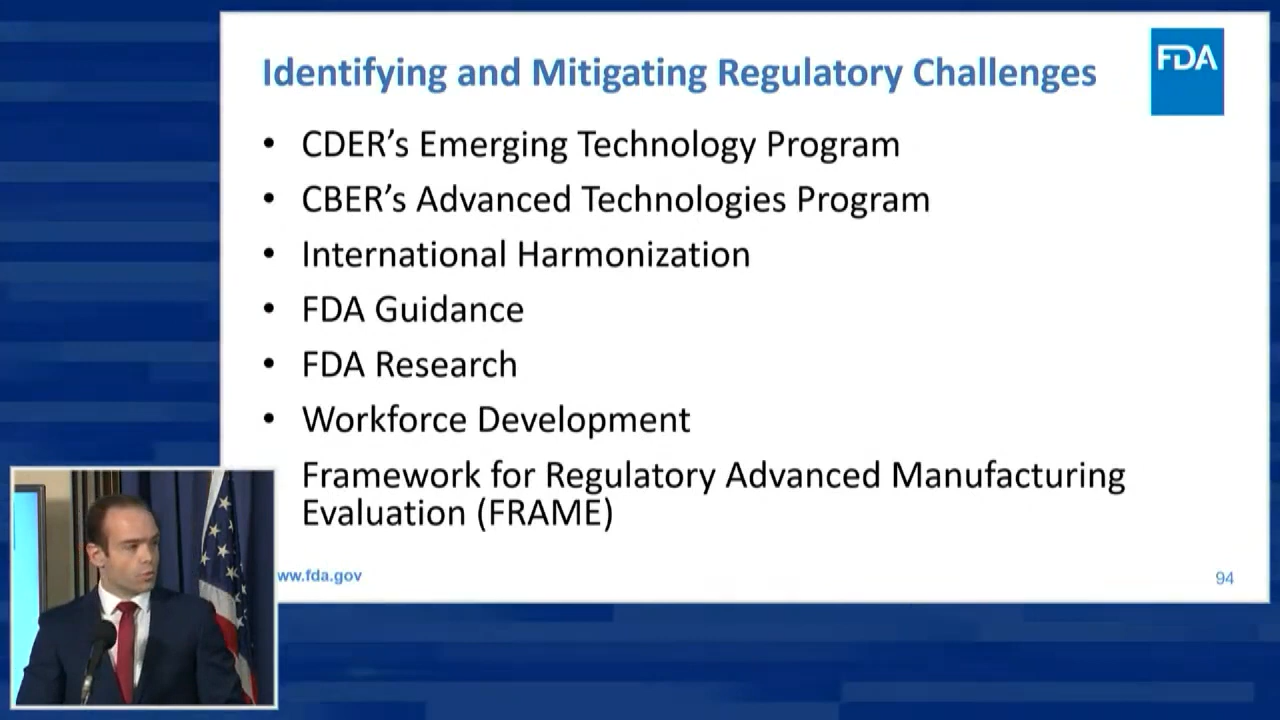 Identifying and Mitigating Regulatory Challenges
FDA
• CDER's Emerging Technology Program
• CBER's Advanced Technologies Program
• International Harmonization
• FDA Guidance
• FDA Research
• Workforce Development
Framework for Regulatory Advanced Manufacturing
Evaluation (FRAME)
ww.fda.gov
94